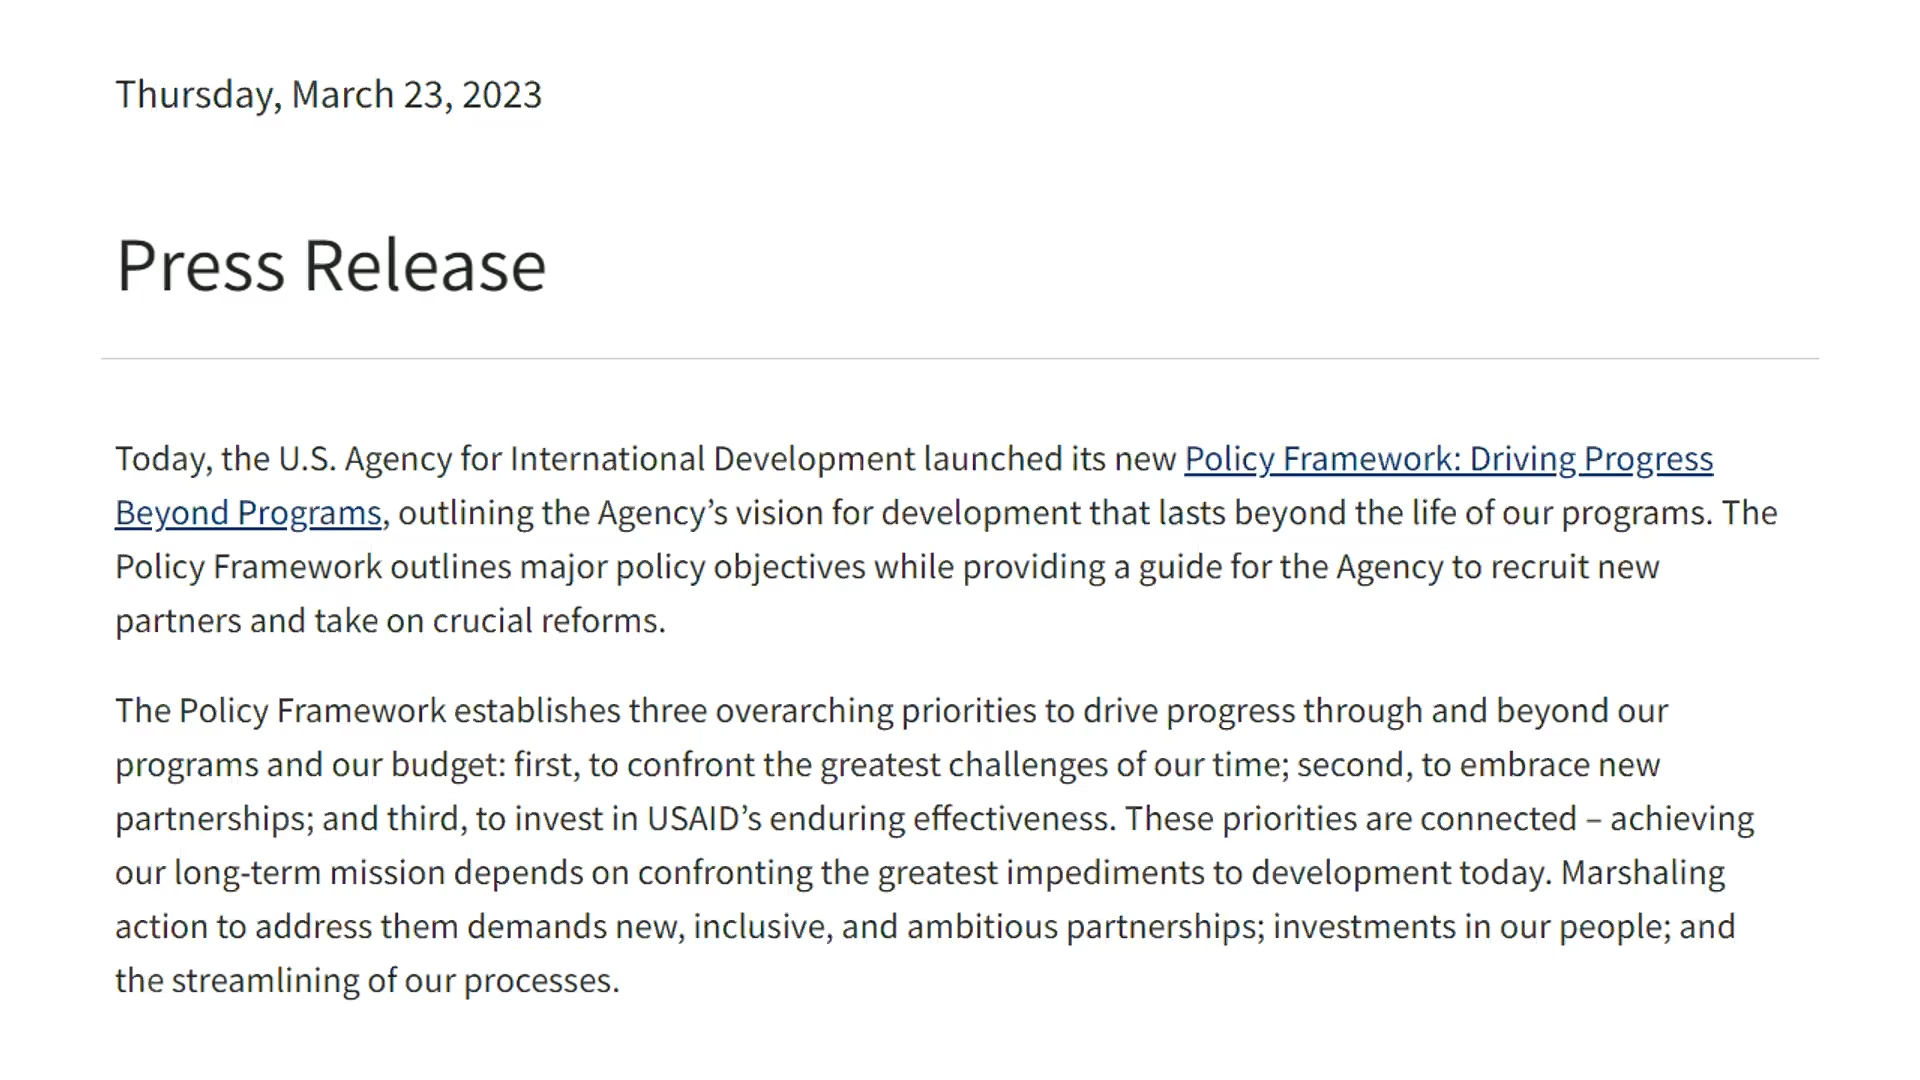 Thursday, March 23, 2023
Press Release
Today, the U.S. Agency for International Development launched its new Policy Framework: Driving Progress
Beyond Programs, outlining the Agency’s vision for development that lasts beyond the life of our programs. The
Policy Framework outlines major policy objectives while providing a guide for the Agency to recruit new
partners and take on crucial reforms.
The Policy Framework establishes three overarching priorities to drive progress through and beyond our
programs and our budget: first, to confront the greatest challenges of our time; second, to embrace new
partnerships; and third, to invest in USAID’s enduring effectiveness. These priorities are connected – achieving
our long-term mission depends on confronting the greatest impediments to development today. Marshaling
action to address them demands new, inclusive, and ambitious partnerships; investments in our people; and
the streamlining of our processes.